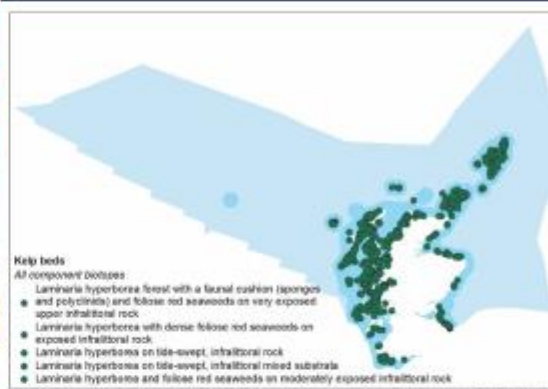 Kelp beds
All component biotopes
Laminaria hyperborea forest with a faunal cushion (sponges
and polyclinids) and foliose red seaweeds on very exposed
upper infralittoral rock
Laminaria hyperborea with dense foliose red seaweeds on
exposed infralittoral rock
Laminaria hyperborea on tide-swept, infralittoral rock
Laminaria hyperborea on tide-swept, infralittoral mixed substrata
Laminaria hyperborea and foliose red seaweeds on moderately exposed infralittoral rock